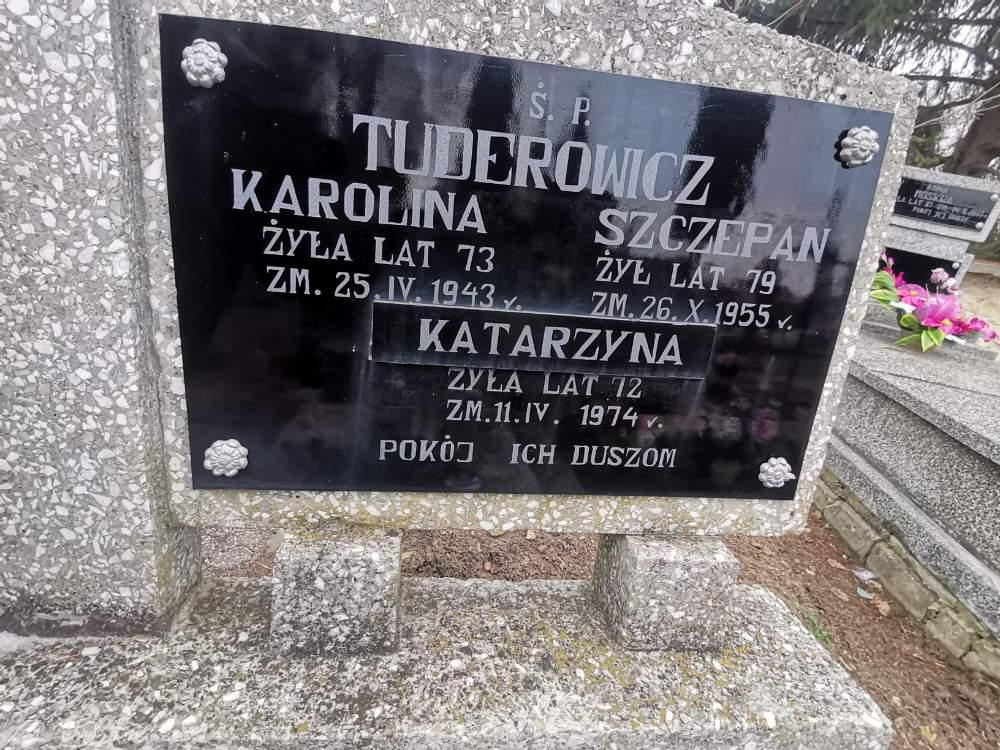 Ś. P.
TUDEROWICZ
KAROLINA
ŻYŁA LAT 73
ZM. 25. IV. 1943 r.
SZCZEPAN
ŻYŁ LAT 79
ZM. 26. X. 1955 r.
KATARZYNA
ŻYŁA LAT 72
ZM. 11. IV. 1974 r.
POKÓJ ICH DUSZOM